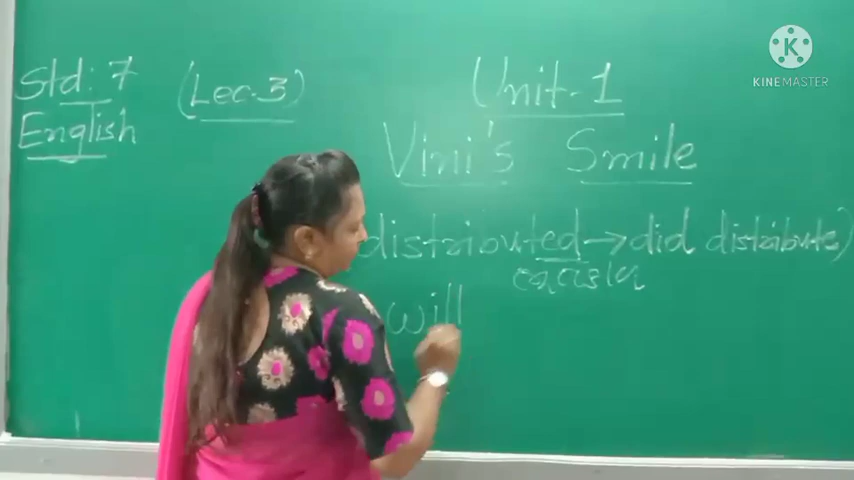 Std: 7 (Lec-3) Unit-1
English
Vini's Smile
distributed → did distribute)
will
KINEMASTER